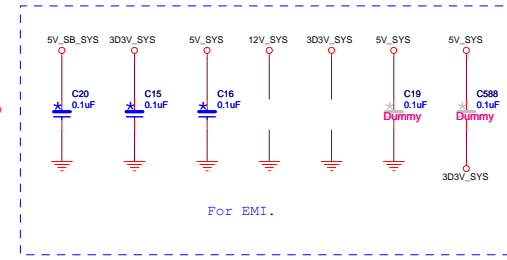 5V_SB_SYS 3D3V_SYS 5V_SYS 12V_SYS 3D3V_SYS 5V_SYS 5V_SYS
C20 C15 C16 C19 C588
0.1uF 0.1uF 0.1uF 0.1uF 0.1uF
Dummy Dummy
3D3V_SYS
For EMI.